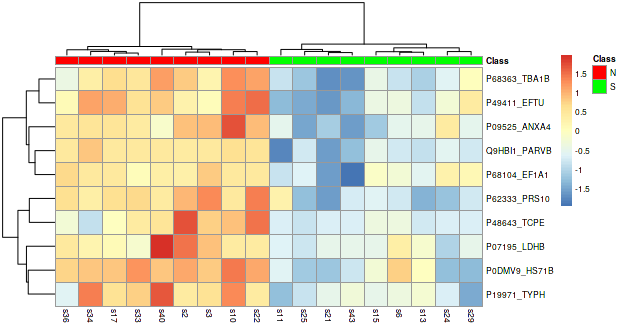 Class
Class
N
S
1.5
1
0.5
0
-0.5
-1
-1.5
P68363_TBA1B
P49411_EFTU
P09525_ANXA4
Q9HBI1_PARVB
P68104_EF1A1
P62333_PRS10
P48643_TCPE
P07195_LDHB
P0DMV9_HS71B
P19971_TYPH
s36 s34 s17 s33 s40 s2 s3 s10 s22 s11 s25 s21 s43 s15 s6 s13 s24 s29